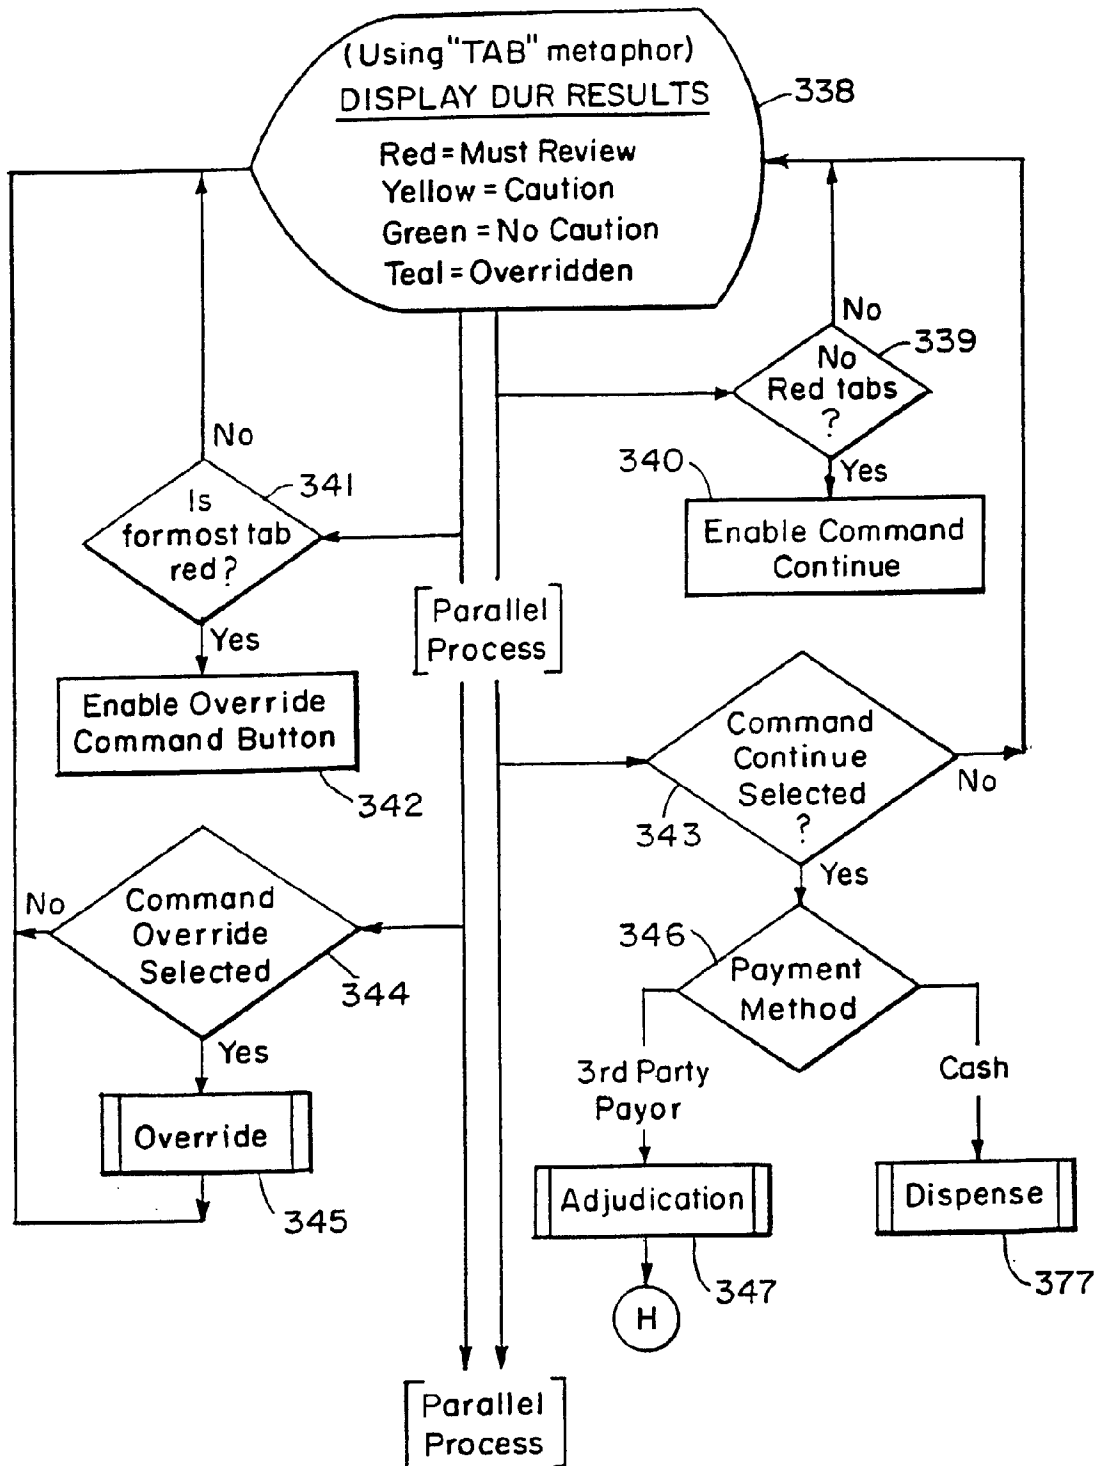 (Using "TAB" metaphor)
DISPLAY DUR RESULTS
Red = Must Review
Yellow = Caution
Green = No Caution
Teal = Overridden
338
No
339
No
Red tabs
?
Yes
340
Enable Command
Continue
No
341
Is
formost tab
red?
Yes
Enable Override
Command Button
342
[Parallel
Process]
Command
Continue
Selected
?
No
343
Yes
No
Command
Override
Selected
344
Yes
Override
345
346
Payment
Method
3rd Party
Payor
Cash
Adjudication
347
Dispense
377
H
[Parallel
Process]